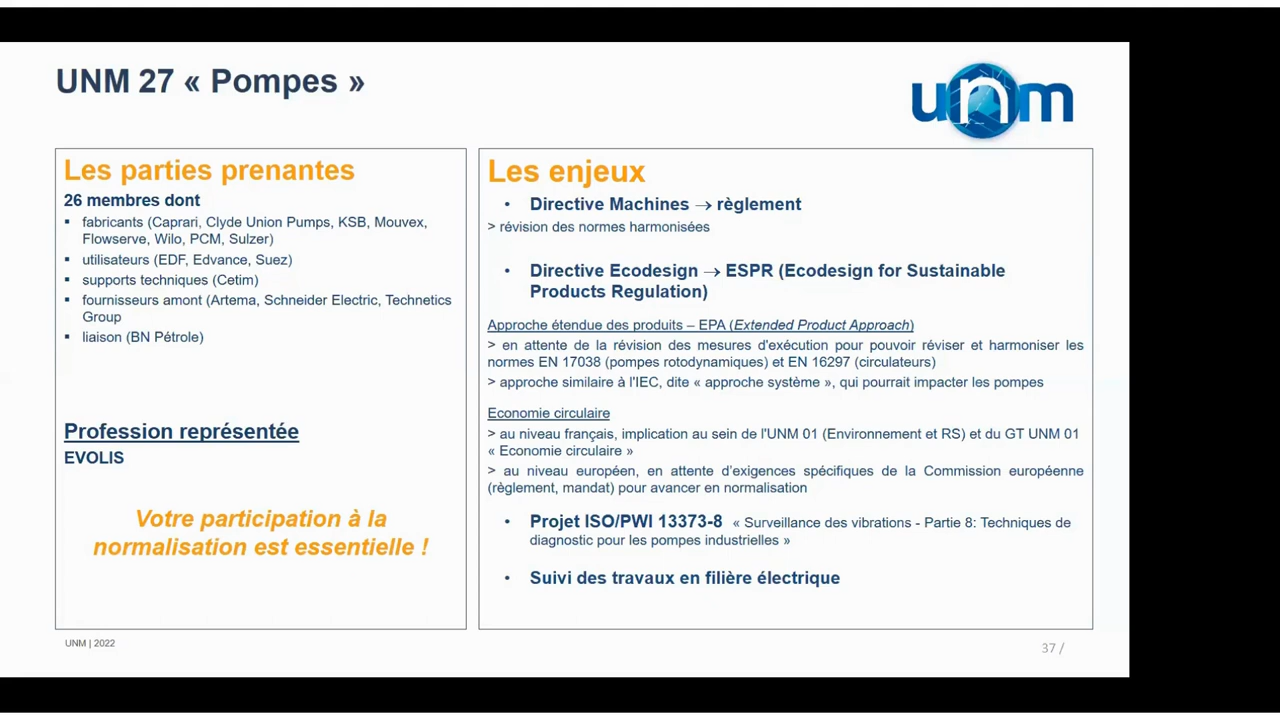 UNM 27 « Pompes »
unm
Les parties prenantes
26 membres dont
▪ fabricants (Caprari, Clyde Union Pumps, KSB, Mouvex,
Flowserve, Wilo, PCM, Sulzer)
▪ utilisateurs (EDF, Edvance, Suez)
▪ supports techniques (Cetim)
▪ fournisseurs amont (Artema, Schneider Electric, Technetics
Group
▪ liaison (BN Pétrole)
Profession représentée
EVOLIS
Votre participation à la
normalisation est essentielle !
Les enjeux
• Directive Machines → règlement
> révision des normes harmonisées
• Directive Ecodesign → ESPR (Ecodesign for Sustainable
Products Regulation)
Approche étendue des produits – EPA (Extended Product Approach)
> en attente de la révision des mesures d'exécution pour pouvoir réviser et harmoniser les
normes EN 17038 (pompes rotodynamiques) et EN 16297 (circulateurs)
> approche similaire à l'IEC, dite « approche système », qui pourrait impacter les pompes
Economie circulaire
> au niveau français, implication au sein de l'UNM 01 (Environnement et RS) et du GT UNM 01
« Economie circulaire »
> au niveau européen, en attente d'exigences spécifiques de la Commission européenne
(règlement, mandat) pour avancer en normalisation
• Projet ISO/PWI 13373-8 « Surveillance des vibrations - Partie 8: Techniques de
diagnostic pour les pompes industrielles »
• Suivi des travaux en filière électrique
UNM | 2022
37 /